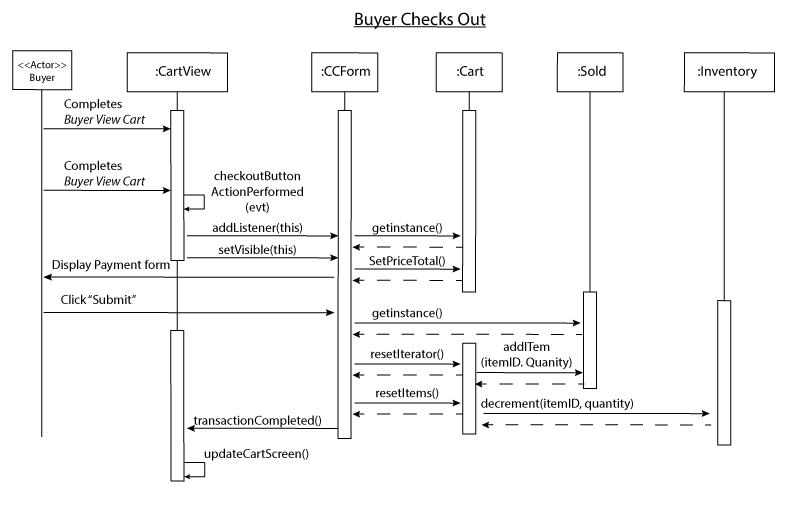 Buyer Checks Out
<<Actor>>
Buyer
:CartView
:CCForm
:Cart
:Sold
:Inventory
Completes
Buyer View Cart
Completes
Buyer View Cart
checkoutButton
ActionPerformed
(evt)
addListener(this)
getinstance()
setVisible(this)
SetPriceTotal()
Display Payment form
Click “Submit”
getinstance()
addITem
(itemID. Quanity)
resetIterator()
resetItems()
decrement(itemID, quantity)
transactionCompleted()
updateCartScreen()